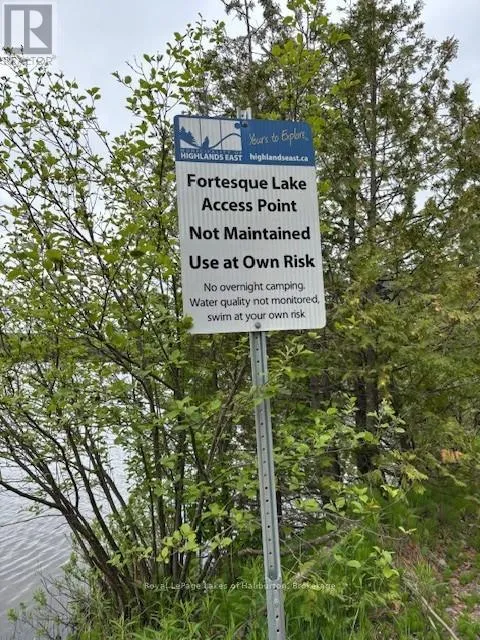 R
REALTOR
Yours to Explore
HIGHLANDS EAST
highlandseast.ca
Fortesque Lake
Access Point
Not Maintained
Use at Own Risk
No overnight camping.
Water quality not monitored,
swim at your own risk
Royal LePage Lakes of Haliburton, Brokerage